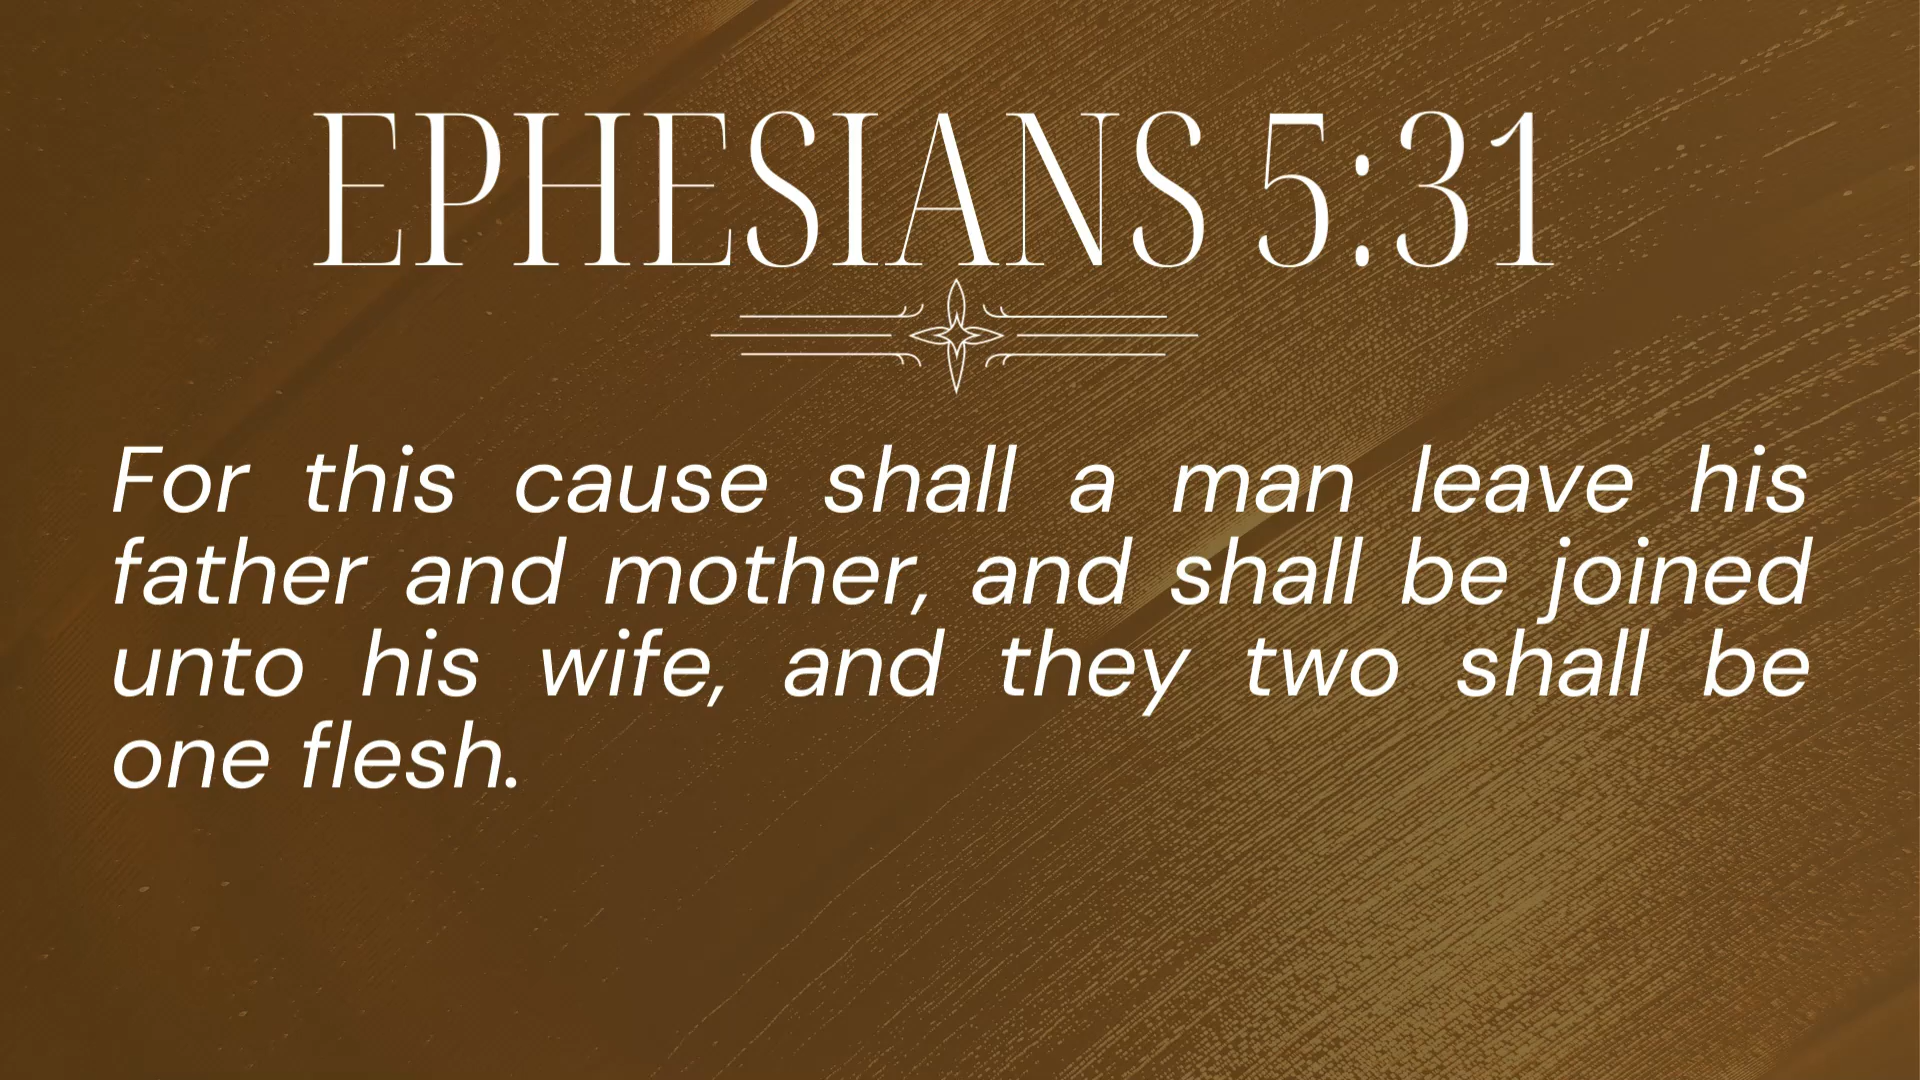 EPHESIANS 5:31
For this cause shall a man leave his
father and mother, and shall be joined
unto his wife, and they two shall be
one flesh.